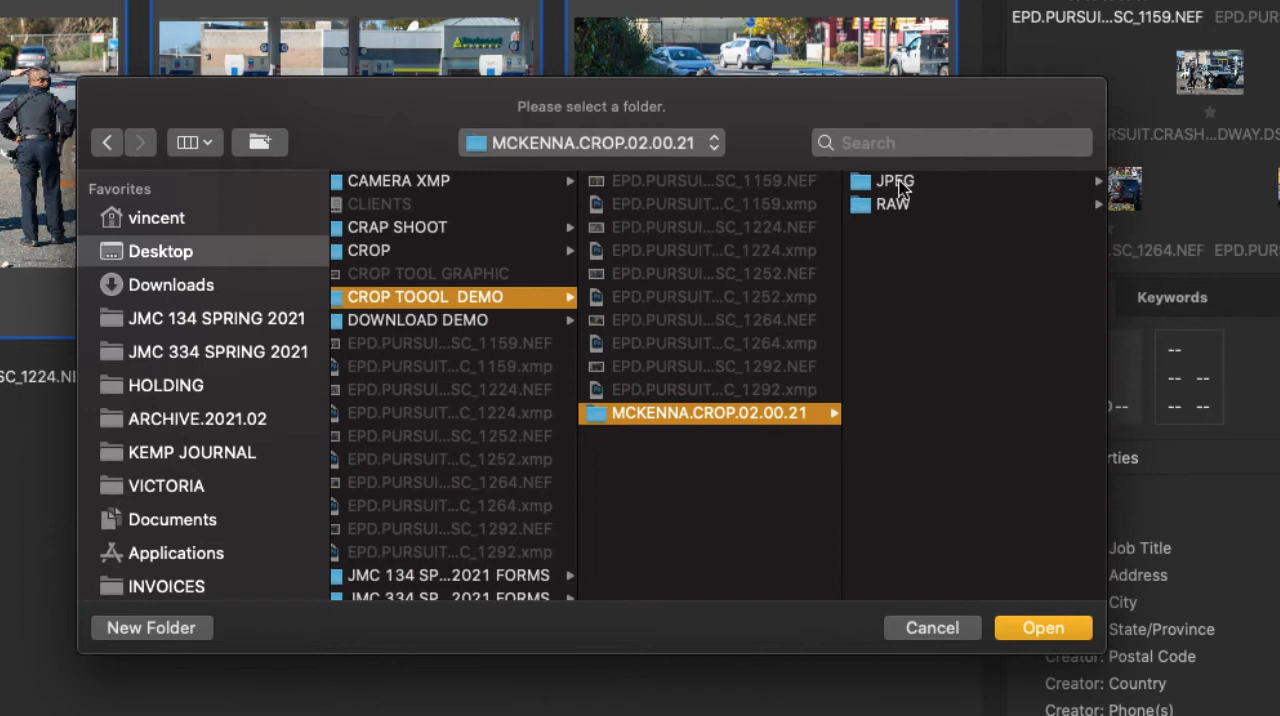 EPD.PURSUI...SC_1159.NEF EPD.PUR
Please select a folder.
MCKENNA.CROP.02.00.21
Search
Favorites
vincent
Desktop
Downloads
JMC 134 SPRING 2021
JMC 334 SPRING 2021
HOLDING
ARCHIVE.2021.02
KEMP JOURNAL
VICTORIA
Documents
Applications
INVOICES
CAMERA XMP
CLIENTS
CRAP SHOOT
CROP
CROP TOOL GRAPHIC
CROP TOOOL  DEMO
DOWNLOAD DEMO
EPD.PURSUI...SC_1159.NEF
EPD.PURSUIT...C_1159.xmp
EPD.PURSUI...SC_1224.NEF
EPD.PURSUIT...C_1224.xmp
EPD.PURSUI...SC_1252.NEF
EPD.PURSUIT...C_1252.xmp
EPD.PURSUI...SC_1264.NEF
EPD.PURSUIT...C_1264.xmp
EPD.PURSUI...SC_1292.NEF
EPD.PURSUIT...C_1292.xmp
JMC 134 SP...2021 FORMS
JMC 334 SP...2021 FORMS
EPD.PURSUI...SC_1159.NEF
EPD.PURSUIT...C_1159.xmp
EPD.PURSUI...SC_1224.NEF
EPD.PURSUIT...C_1224.xmp
EPD.PURSUI...SC_1252.NEF
EPD.PURSUIT...C_1252.xmp
EPD.PURSUI...SC_1264.NEF
EPD.PURSUIT...C_1264.xmp
EPD.PURSUI...SC_1292.NEF
EPD.PURSUIT...C_1292.xmp
MCKENNA.CROP.02.00.21
JPEG
RAW
New Folder
Cancel
Open
SC_1224.NE
RSUIT.CRASH...DWAY.DS
.SC_1264.NEF EPD.PUR
Keywords
--
-- --
-- --
rties
Job Title
Address
City
State/Province
Creator: Postal Code
Creator: Country
Creator: Phone(s)